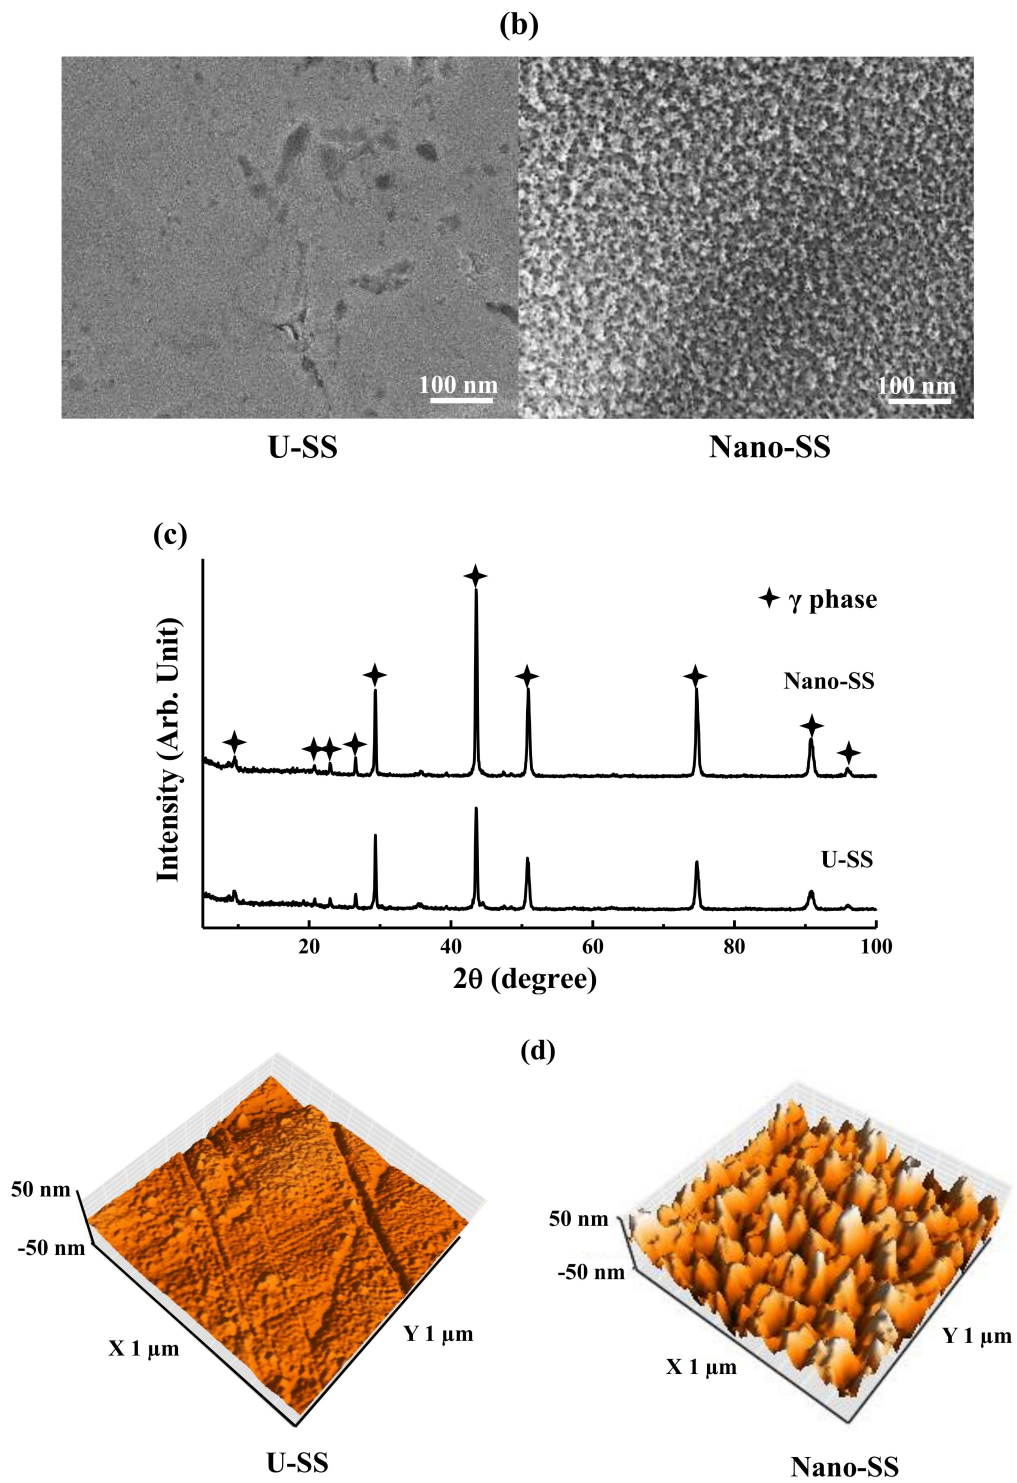 (b)
100 nm
100 nm
U-SS
Nano-SS
(c)
Intensity (Arb. Unit)
γ phase
Nano-SS
U-SS
20
40
60
80
100
2θ (degree)
(d)
50 nm
-50 nm
X 1 μm
Y 1 μm
U-SS
50 nm
-50 nm
X 1 μm
Y 1 μm
Nano-SS